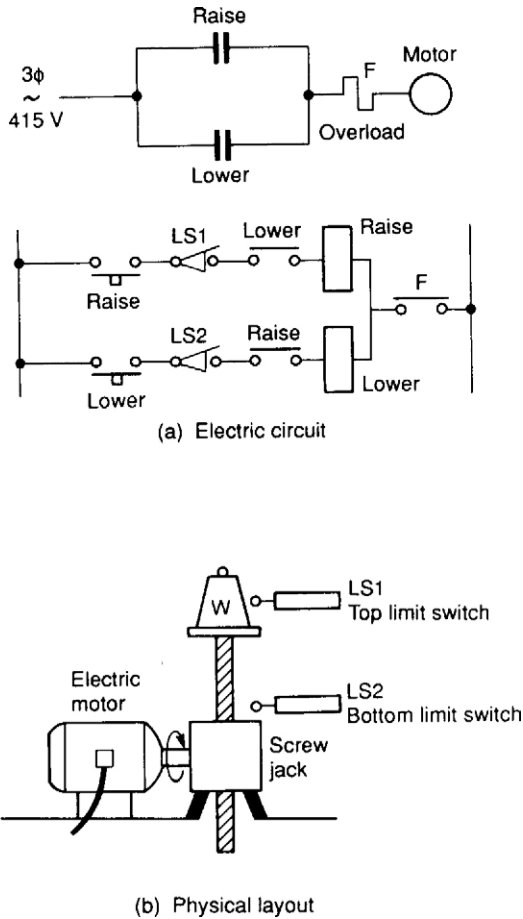 Raise
3ϕ
~
415 V
Lower
F
Overload
Motor
LS1
Lower
Raise
Raise
F
LS2
Raise
Lower
Lower
(a) Electric circuit
W
LS1
Top limit switch
LS2
Bottom limit switch
Electric
motor
Screw
jack
(b) Physical layout